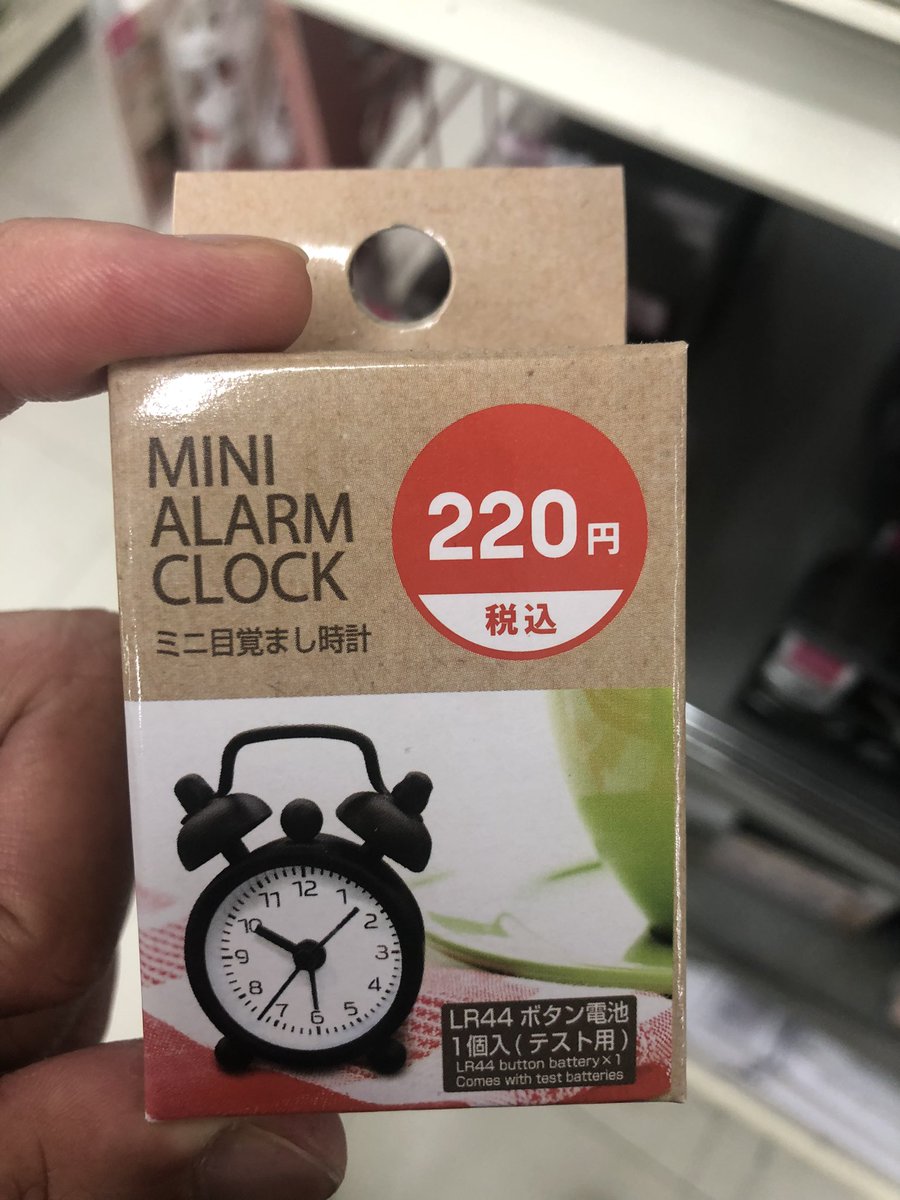 MINI
ALARM
CLOCK
ミニ目覚まし時計
220円
税込
12
1
2
3
4
5
6
7
8
9
10
11
LR44 ボタン電池
1個入(テスト用)
LR44 button battery×1
Comes with test batteries